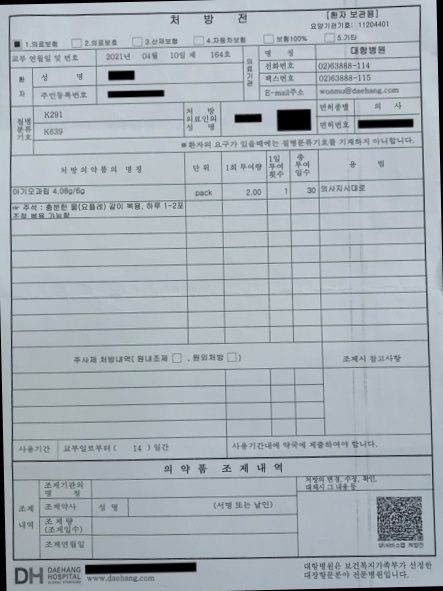 처 방 전
[환자 보관용]
요양기관기호: 11204401
1.의료보험 2.의료보호 3.산재보험 4.자동차보험 보험100% 5.기타
교부 연월일 및 번호 2021년 04월 10일 제 164호
의료기관
명 칭 대항병원
전화번호 02)63888-114
팩스번호 02)63888-115
E-mail주소 wonmu@daehang.com
환자
성 명
주민등록번호
질병분류기호
K291
K639
처 방
의료인의
성 명
면허종별 의 사
면허번호
※환자의 요구가 있을때에는 질병분류기호를 기재하지 아니합니다.
처방의약품의 명칭 단 위 1회투여량 1일투여횟수 총투여일수 용 법
아기오과립 4.08g/6g pack 2.00 1 30 의사지시대로
☞ 주석 : 충분한 물(요플레) 같이 복용, 하루 1-2포
조절 복용 가능함
주사제 처방내역( 원내조제 , 원외처방 ) 조제시 참고사항
사용기간 교부일로부터 ( 14 ) 일간 사용기간내에 약국에 제출하여야 합니다.
의 약 품 조 제 내 역
조제내역
조제기관의
명 칭
처방의 변경, 수정, 확인,
대체시 그 내용 등
조제약사 성 명 (서명 또는 날인)
조 제 량
(조제일수)
조제연월일
DH DAEHANG
HOSPITAL
www.daehang.com
대항병원은 보건복지가족부가 선정한
대장항문분야 전문병원입니다.